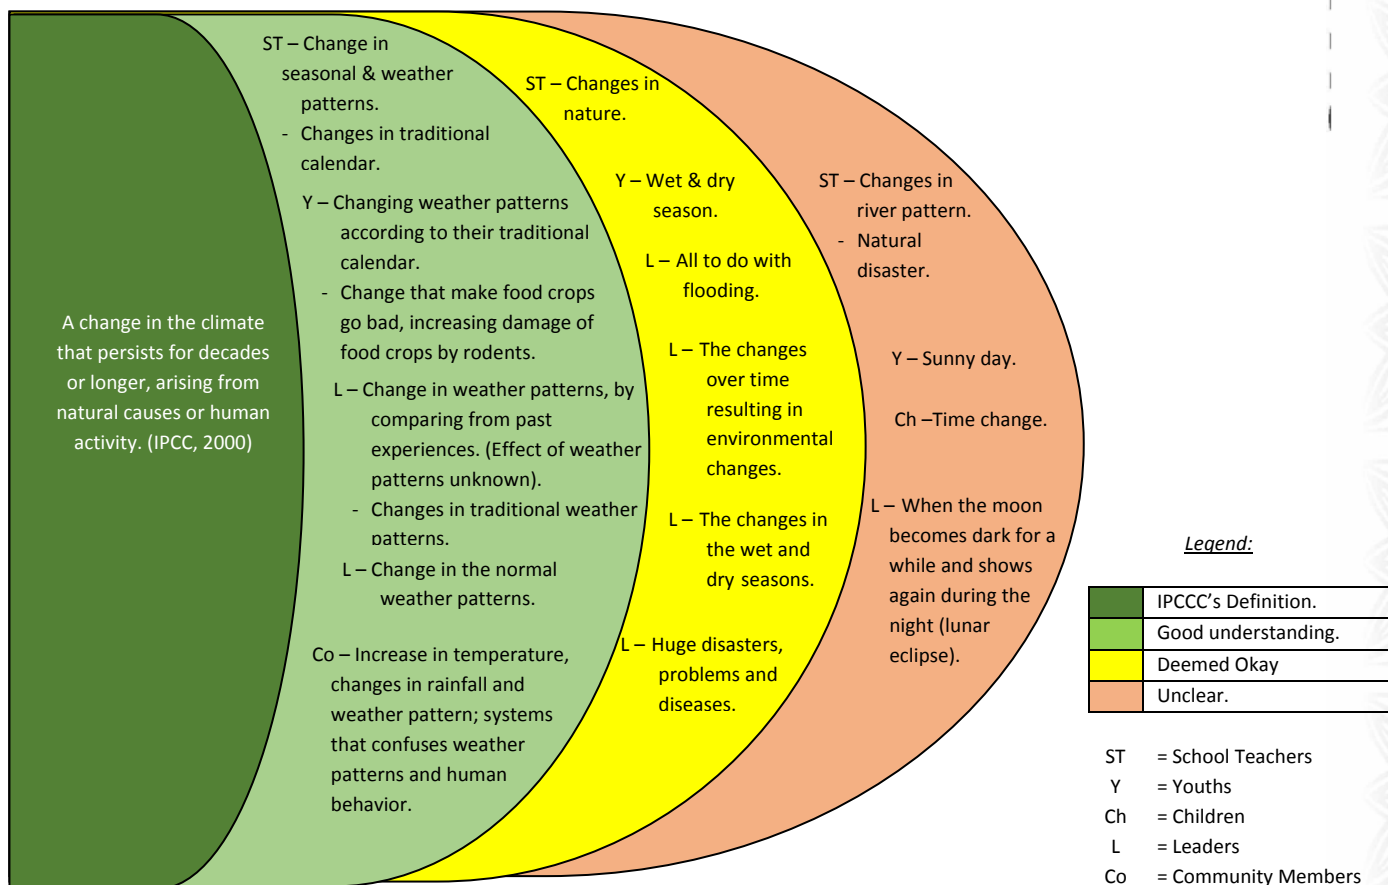 A change in the climate
that persists for decades
or longer, arising from
natural causes or human
activity. (IPCC, 2000)
ST – Change in
seasonal & weather
patterns.
- Changes in traditional
calendar.
Y – Changing weather patterns
according to their traditional
calendar.
- Change that make food crops
go bad, increasing damage of
food crops by rodents.
L – Change in weather patterns, by
comparing from past
experiences. (Effect of weather
patterns unknown).
- Changes in traditional weather
patterns.
L – Change in the normal
weather patterns.
Co – Increase in temperature,
changes in rainfall and
weather pattern; systems
that confuses weather
patterns and human
behavior.
ST – Changes in
nature.
Y – Wet & dry
season.
L – All to do with
flooding.
L – The changes
over time
resulting in
environmental
changes.
L – The changes in
the wet and
dry seasons.
L – Huge disasters,
problems and
diseases.
ST – Changes in
river pattern.
- Natural
disaster.
Y – Sunny day.
Ch –Time change.
L – When the moon
becomes dark for a
while and shows
again during the
night (lunar
eclipse).
Legend:
IPCCC’s Definition.
Good understanding.
Deemed Okay
Unclear.
ST = School Teachers
Y = Youths
Ch = Children
L = Leaders
Co = Community Members